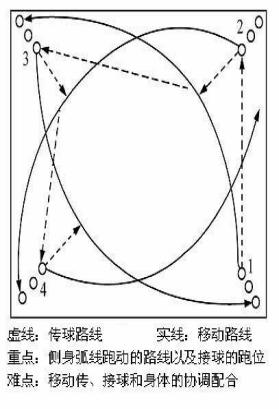 2
3
1
4
虚线：传球路线 实线：移动路线
重点：侧身弧线跑动的路线以及接球的跑位
难点：移动传、接球和身体的协调配合